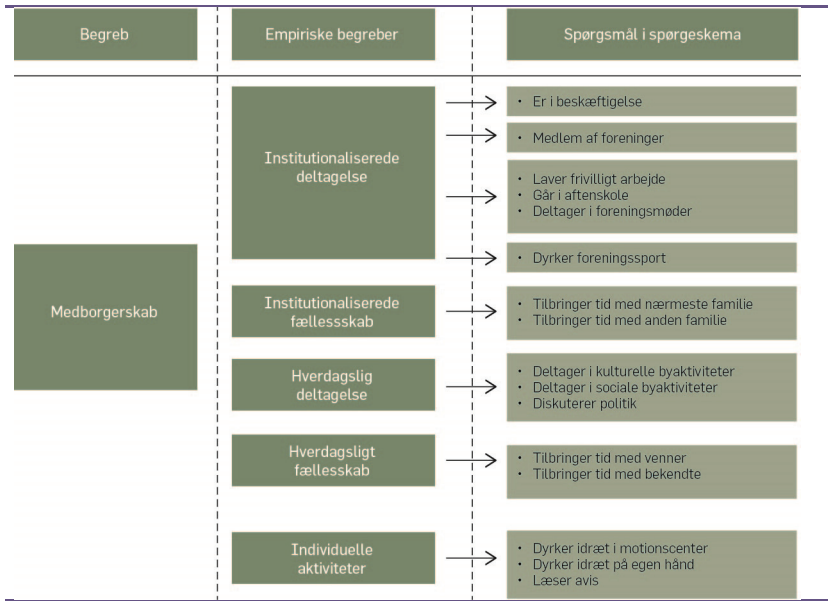 Begreb
Empiriske begreber
Spørgsmål i spørgeskema
Medborgerskab
Institutionaliserede
deltagelse
• Er i beskæftigelse
• Medlem af foreninger
• Laver frivilligt arbejde
• Går i aftenskole
• Deltager i foreningsmøder
• Dyrker foreningssport
Institutionaliserede
fællessskab
• Tilbringer tid med nærmeste familie
• Tilbringer tid med anden familie
Hverdagslig
deltagelse
• Deltager i kulturelle byaktiviteter
• Deltager i sociale byaktiviteter
• Diskuterer politik
Hverdagsligt
fællesskab
• Tilbringer tid med venner
• Tilbringer tid med bekendte
Individuelle
aktiviteter
• Dyrker idræt i motionscenter
• Dyrker idræt på egen hånd
• Læser avis